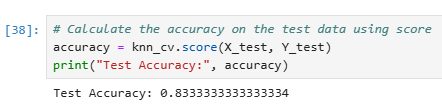 [38]: # Calculate the accuracy on the test data using score
accuracy = knn_cv.score(X_test, Y_test)
print("Test Accuracy:", accuracy)
Test Accuracy: 0.8333333333333334